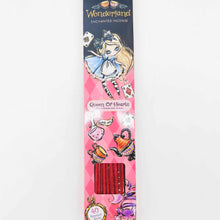 Wonderland
ENCHANTED INCENSE
Queen Of Hearts